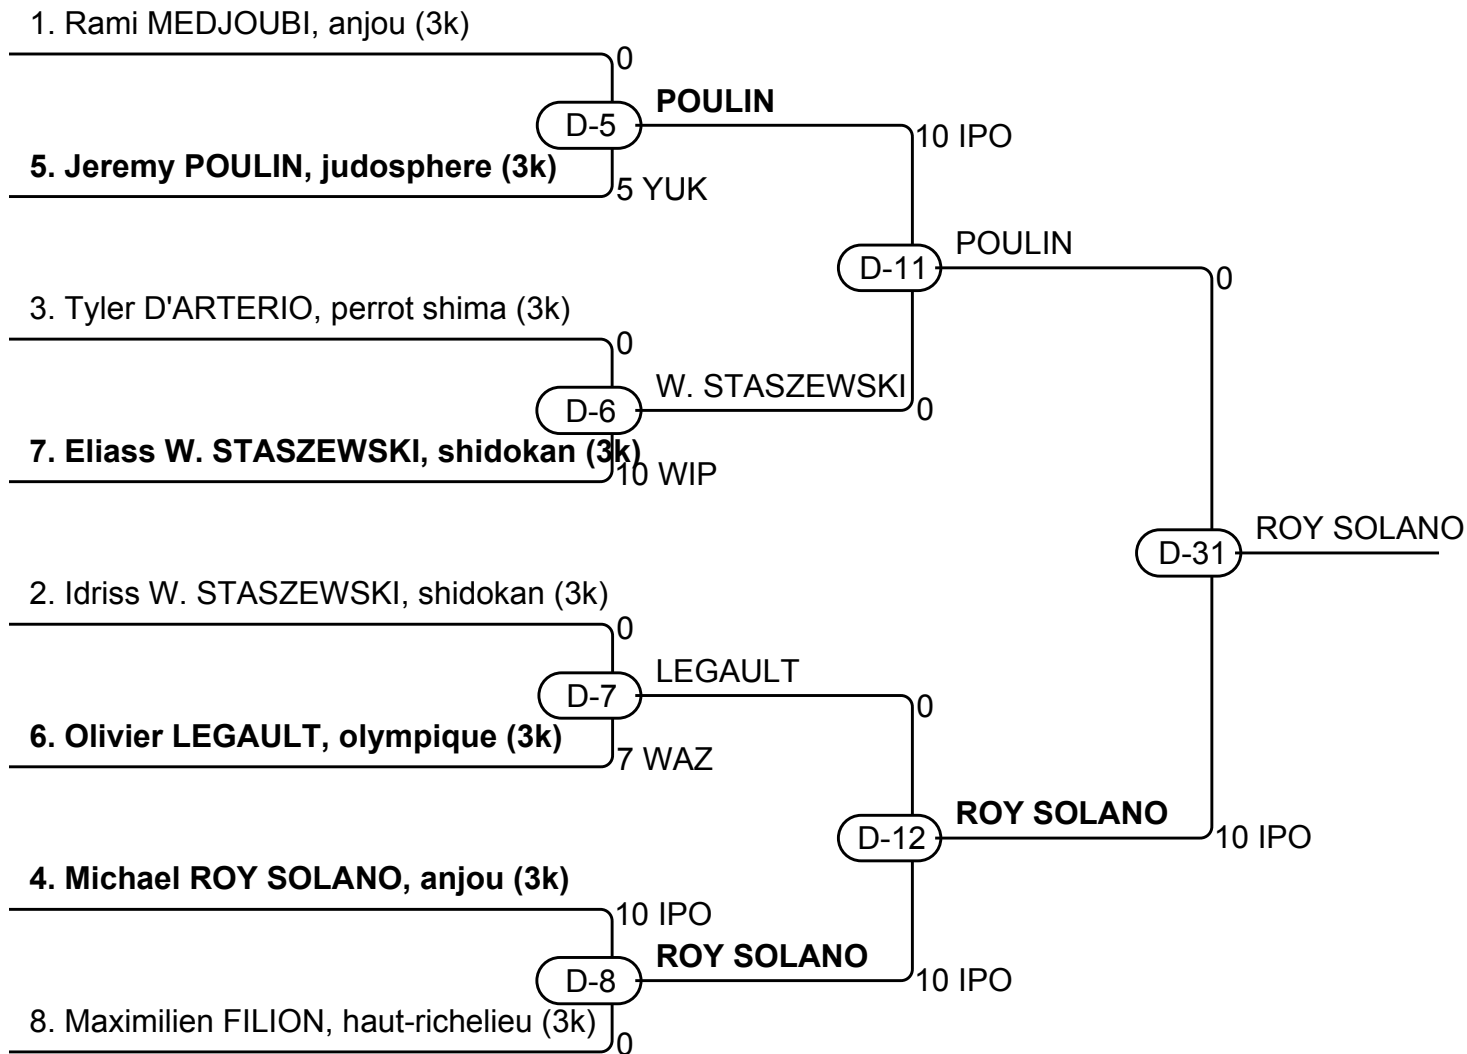 1. Rami MEDJOUBI, anjou (3k)
0
POULIN
D-5
10 IPO
5. Jeremy POULIN, judosphere (3k)
5 YUK
POULIN
D-11
0
3. Tyler D'ARTERIO, perrot shima (3k)
0
W. STASZEWSKI
D-6
0
7. Eliass W. STASZEWSKI, shidokan (3k)
10 WIP
ROY SOLANO
D-31
2. Idriss W. STASZEWSKI, shidokan (3k)
0
LEGAULT
D-7
0
6. Olivier LEGAULT, olympique (3k)
7 WAZ
ROY SOLANO
D-12
10 IPO
4. Michael ROY SOLANO, anjou (3k)
10 IPO
ROY SOLANO
D-8
10 IPO
8. Maximilien FILION, haut-richelieu (3k)
0